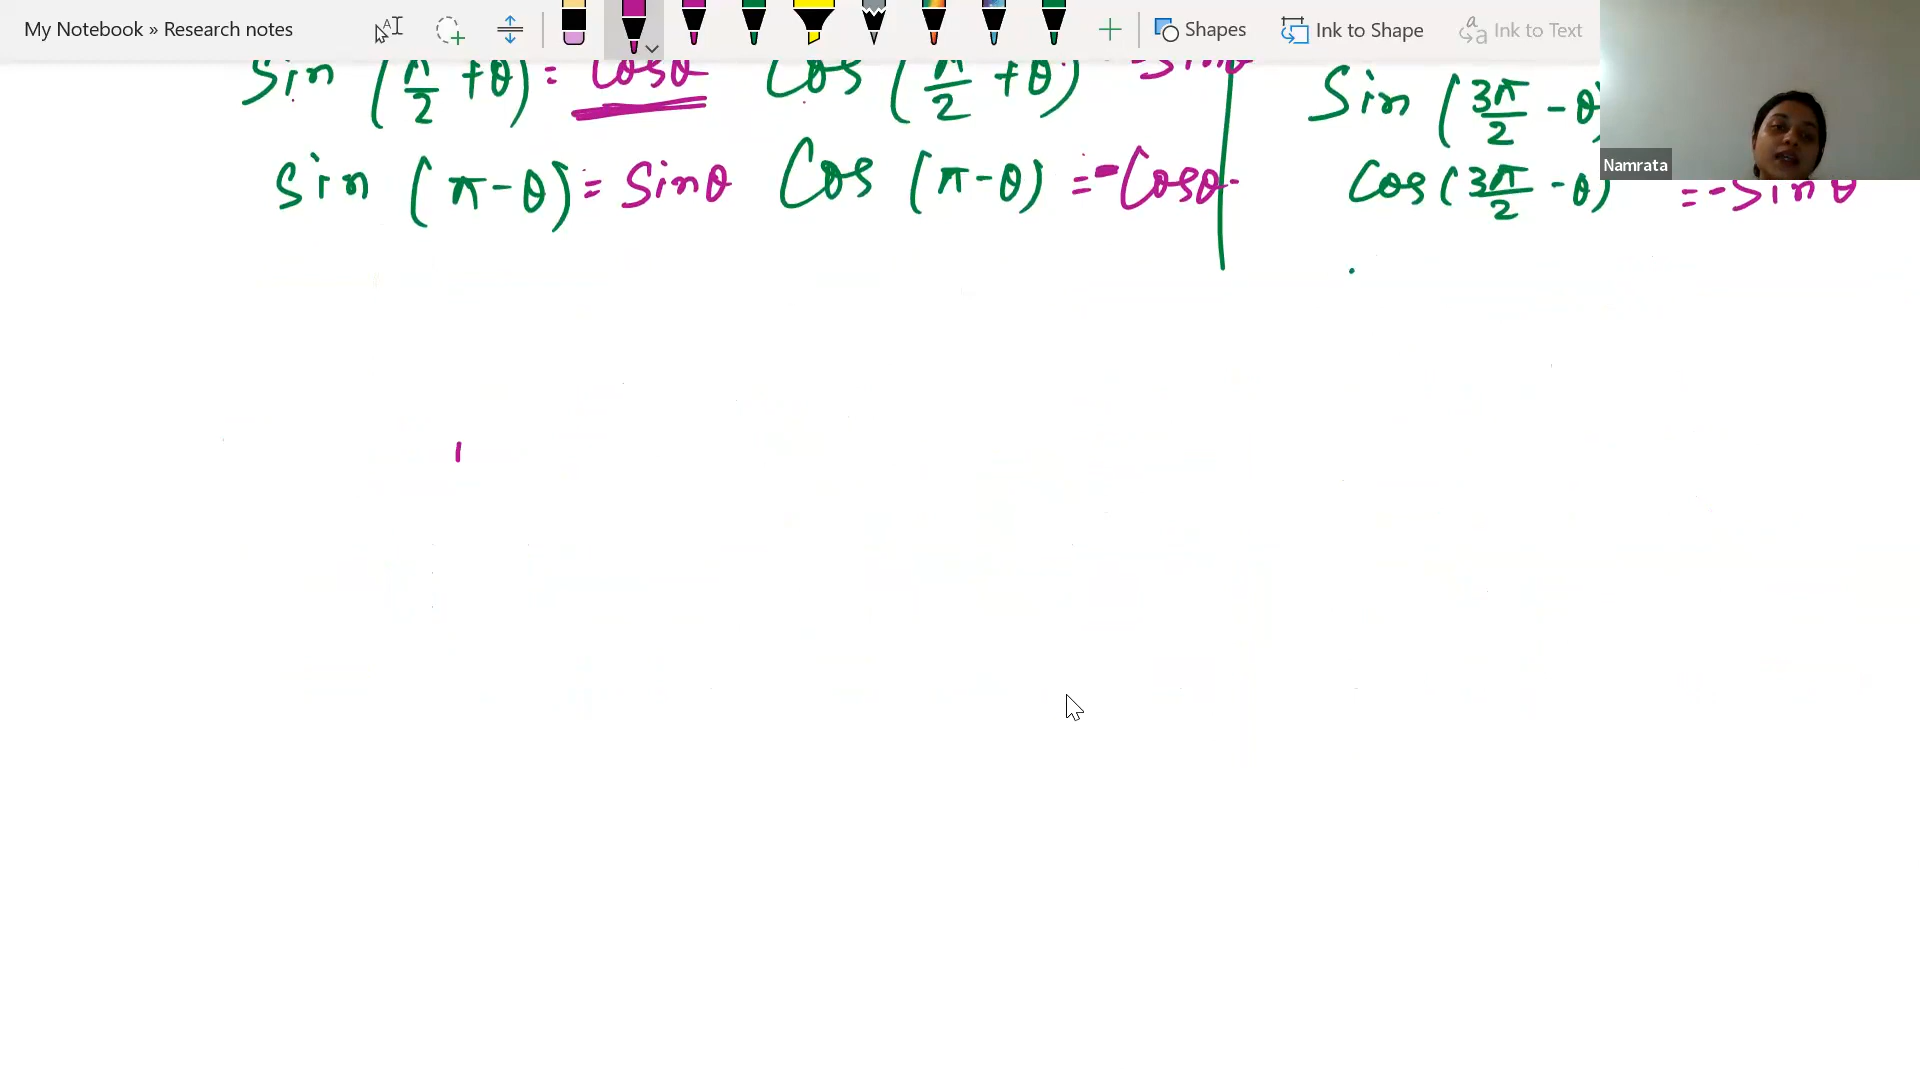 My Notebook » Research notes
Shapes
Ink to Shape
Ink to Text
Namrata
Sin (π/2 +θ) = Cosθ Cos (π/2 +θ) -Sinθ
Sin (π-θ) = Sinθ Cos (π-θ) = -Cosθ
Sin (3π/2 -θ)
Cos (3π/2 -θ) = -Sinθ